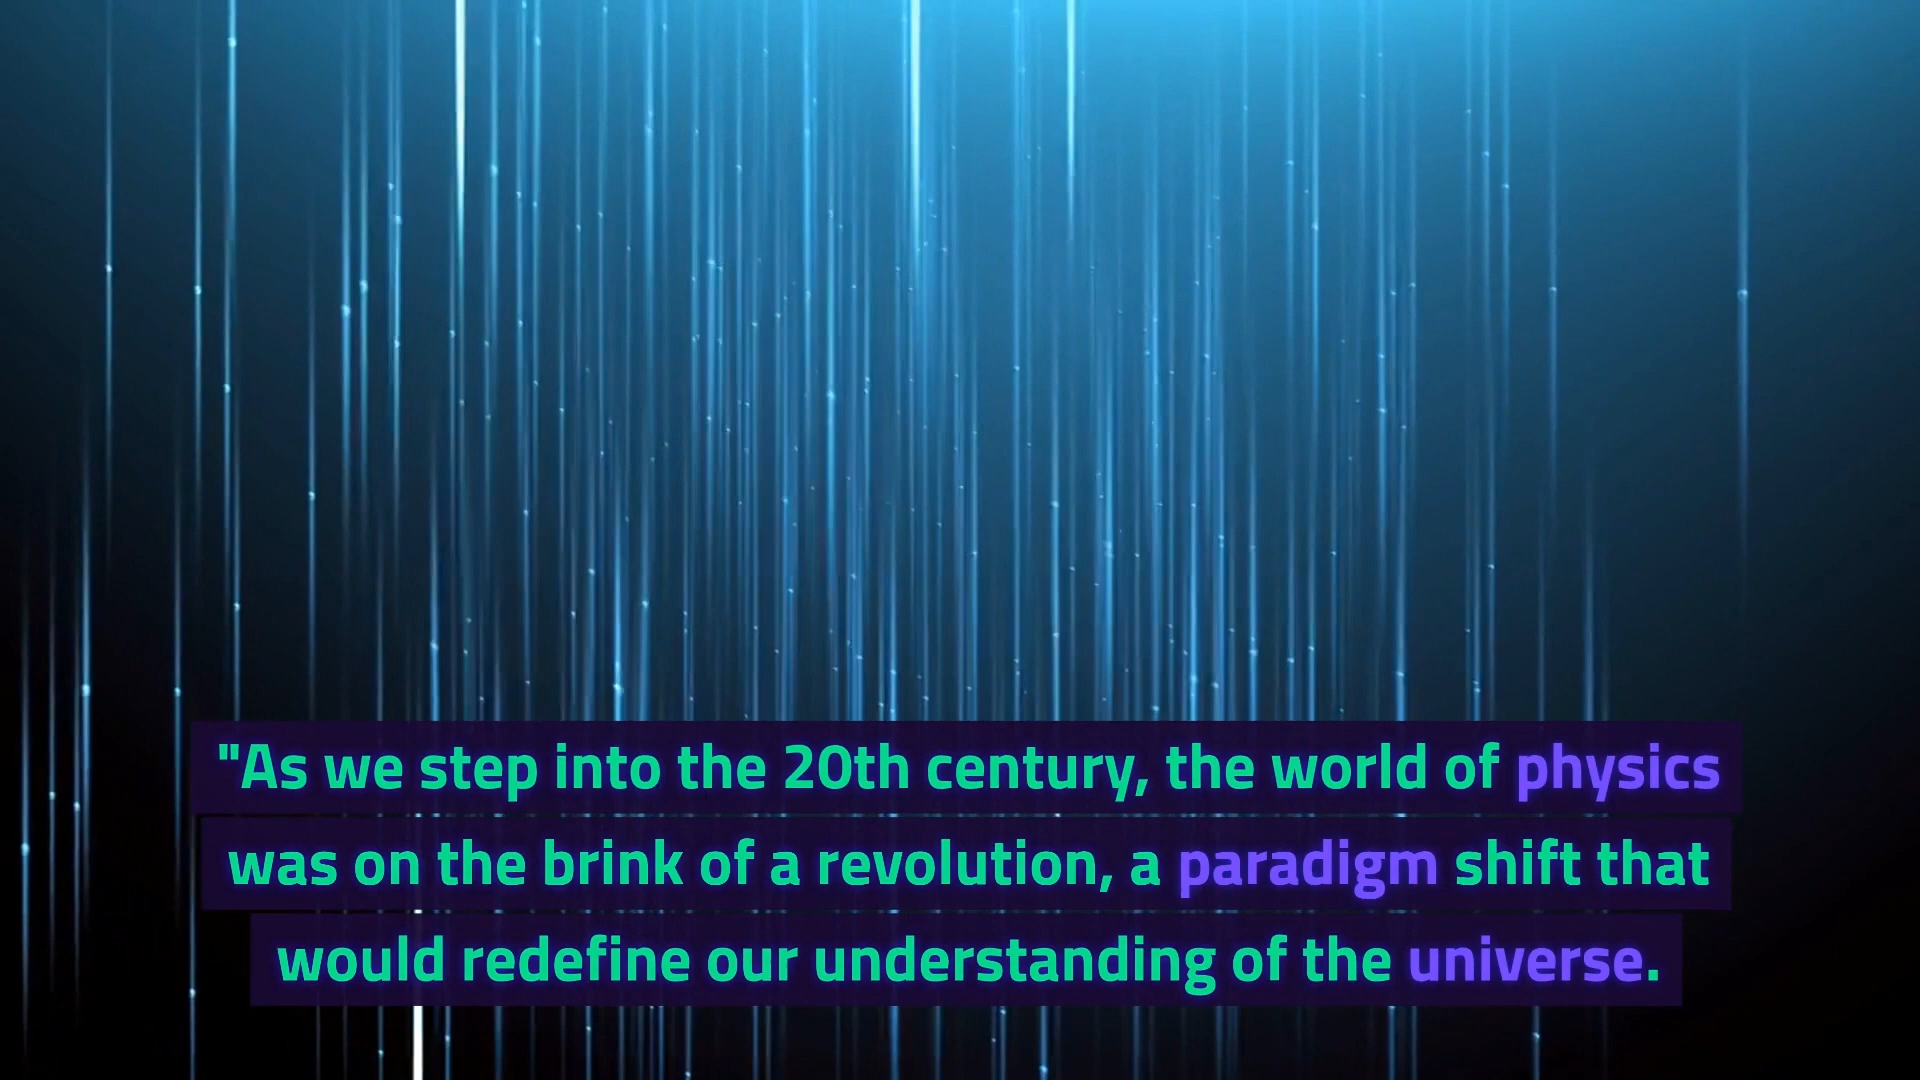 "As we step into the 20th century, the world of physics
was on the brink of a revolution, a paradigm shift that
would redefine our understanding of the universe.